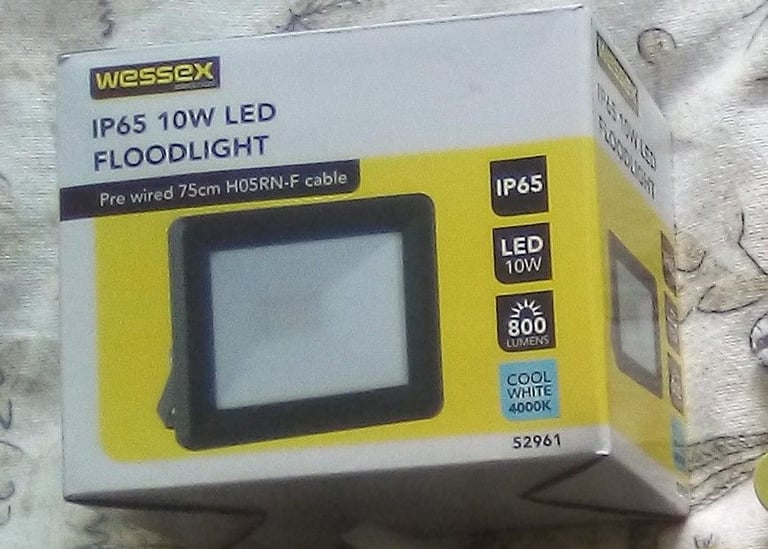 wessex
IP65 10W LED
FLOODLIGHT
Pre wired 75cm H05RN-F cable
IP65
LED
10W
800
LUMENS
COOL
WHITE
4000K
52961
wessex
IP65 10W LED
FLOODLIGHT